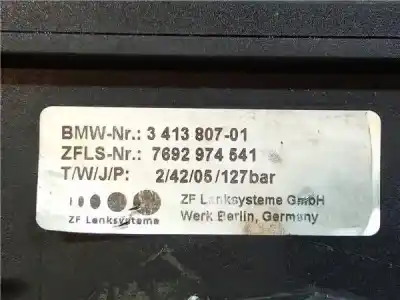 BMW-Nr.: 3 413 807-01
ZFLS-Nr.: 7692 974 541
T/W/J/P: 2/42/05/127bar
ZF Lenksysteme GmbH
ZF Lenksysteme Werk Berlin, Germany